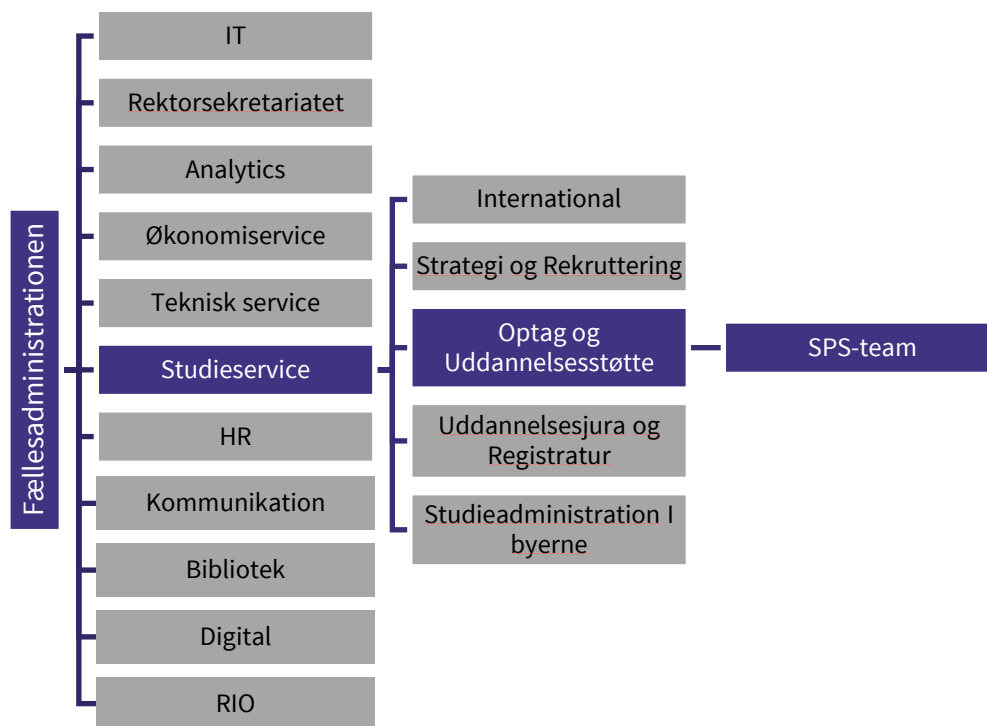 Fællesadministrationen
IT
Rektorsekretariatet
Analytics
Økonomiservice
Teknisk service
Studieservice
HR
Kommunikation
Bibliotek
Digital
RIO
International
Strategi og Rekruttering
Optag og
Uddannelsesstøtte
Uddannelsesjura og
Registratur
Studieadministration I
byerne
SPS-team